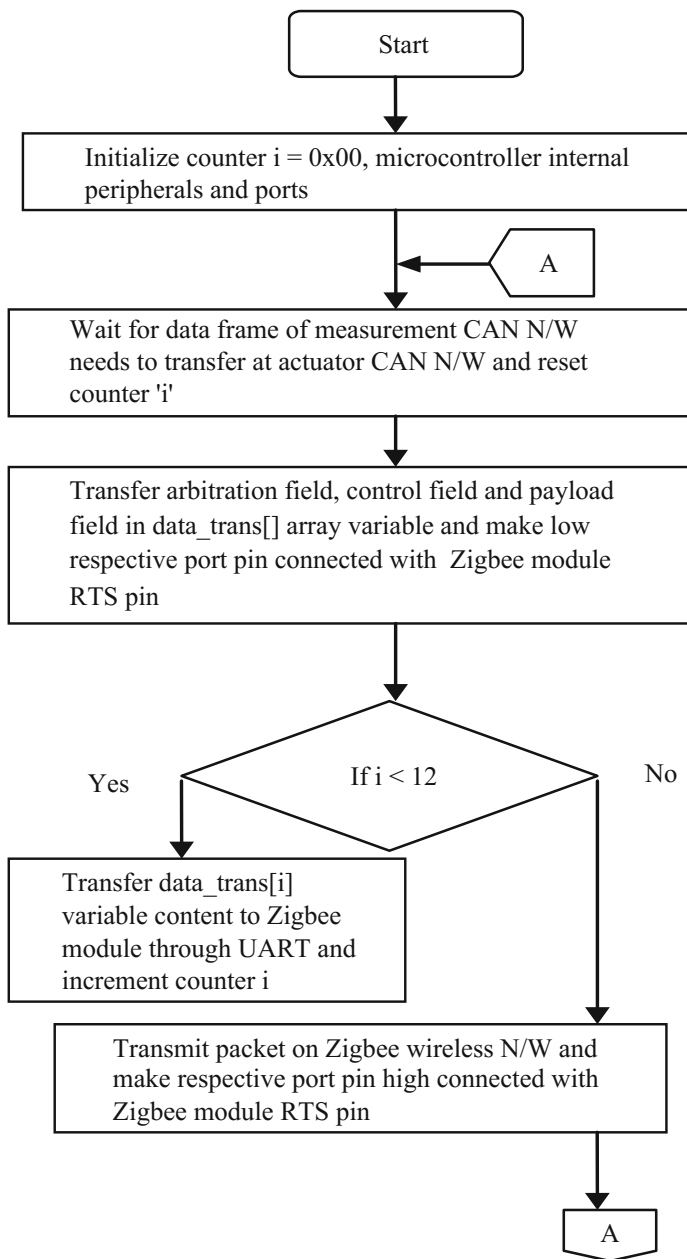 Start
Initialize counter i = 0x00, microcontroller internal
peripherals and ports
A
Wait for data frame of measurement CAN N/W
needs to transfer at actuator CAN N/W and reset
counter 'i'
Transfer arbitration field, control field and payload
field in data_trans[] array variable and make low
respective port pin connected with Zigbee module
RTS pin
If i < 12
Yes
No
Transfer data_trans[i]
variable content to Zigbee
module through UART and
increment counter i
Transmit packet on Zigbee wireless N/W and
make respective port pin high connected with
Zigbee module RTS pin
A